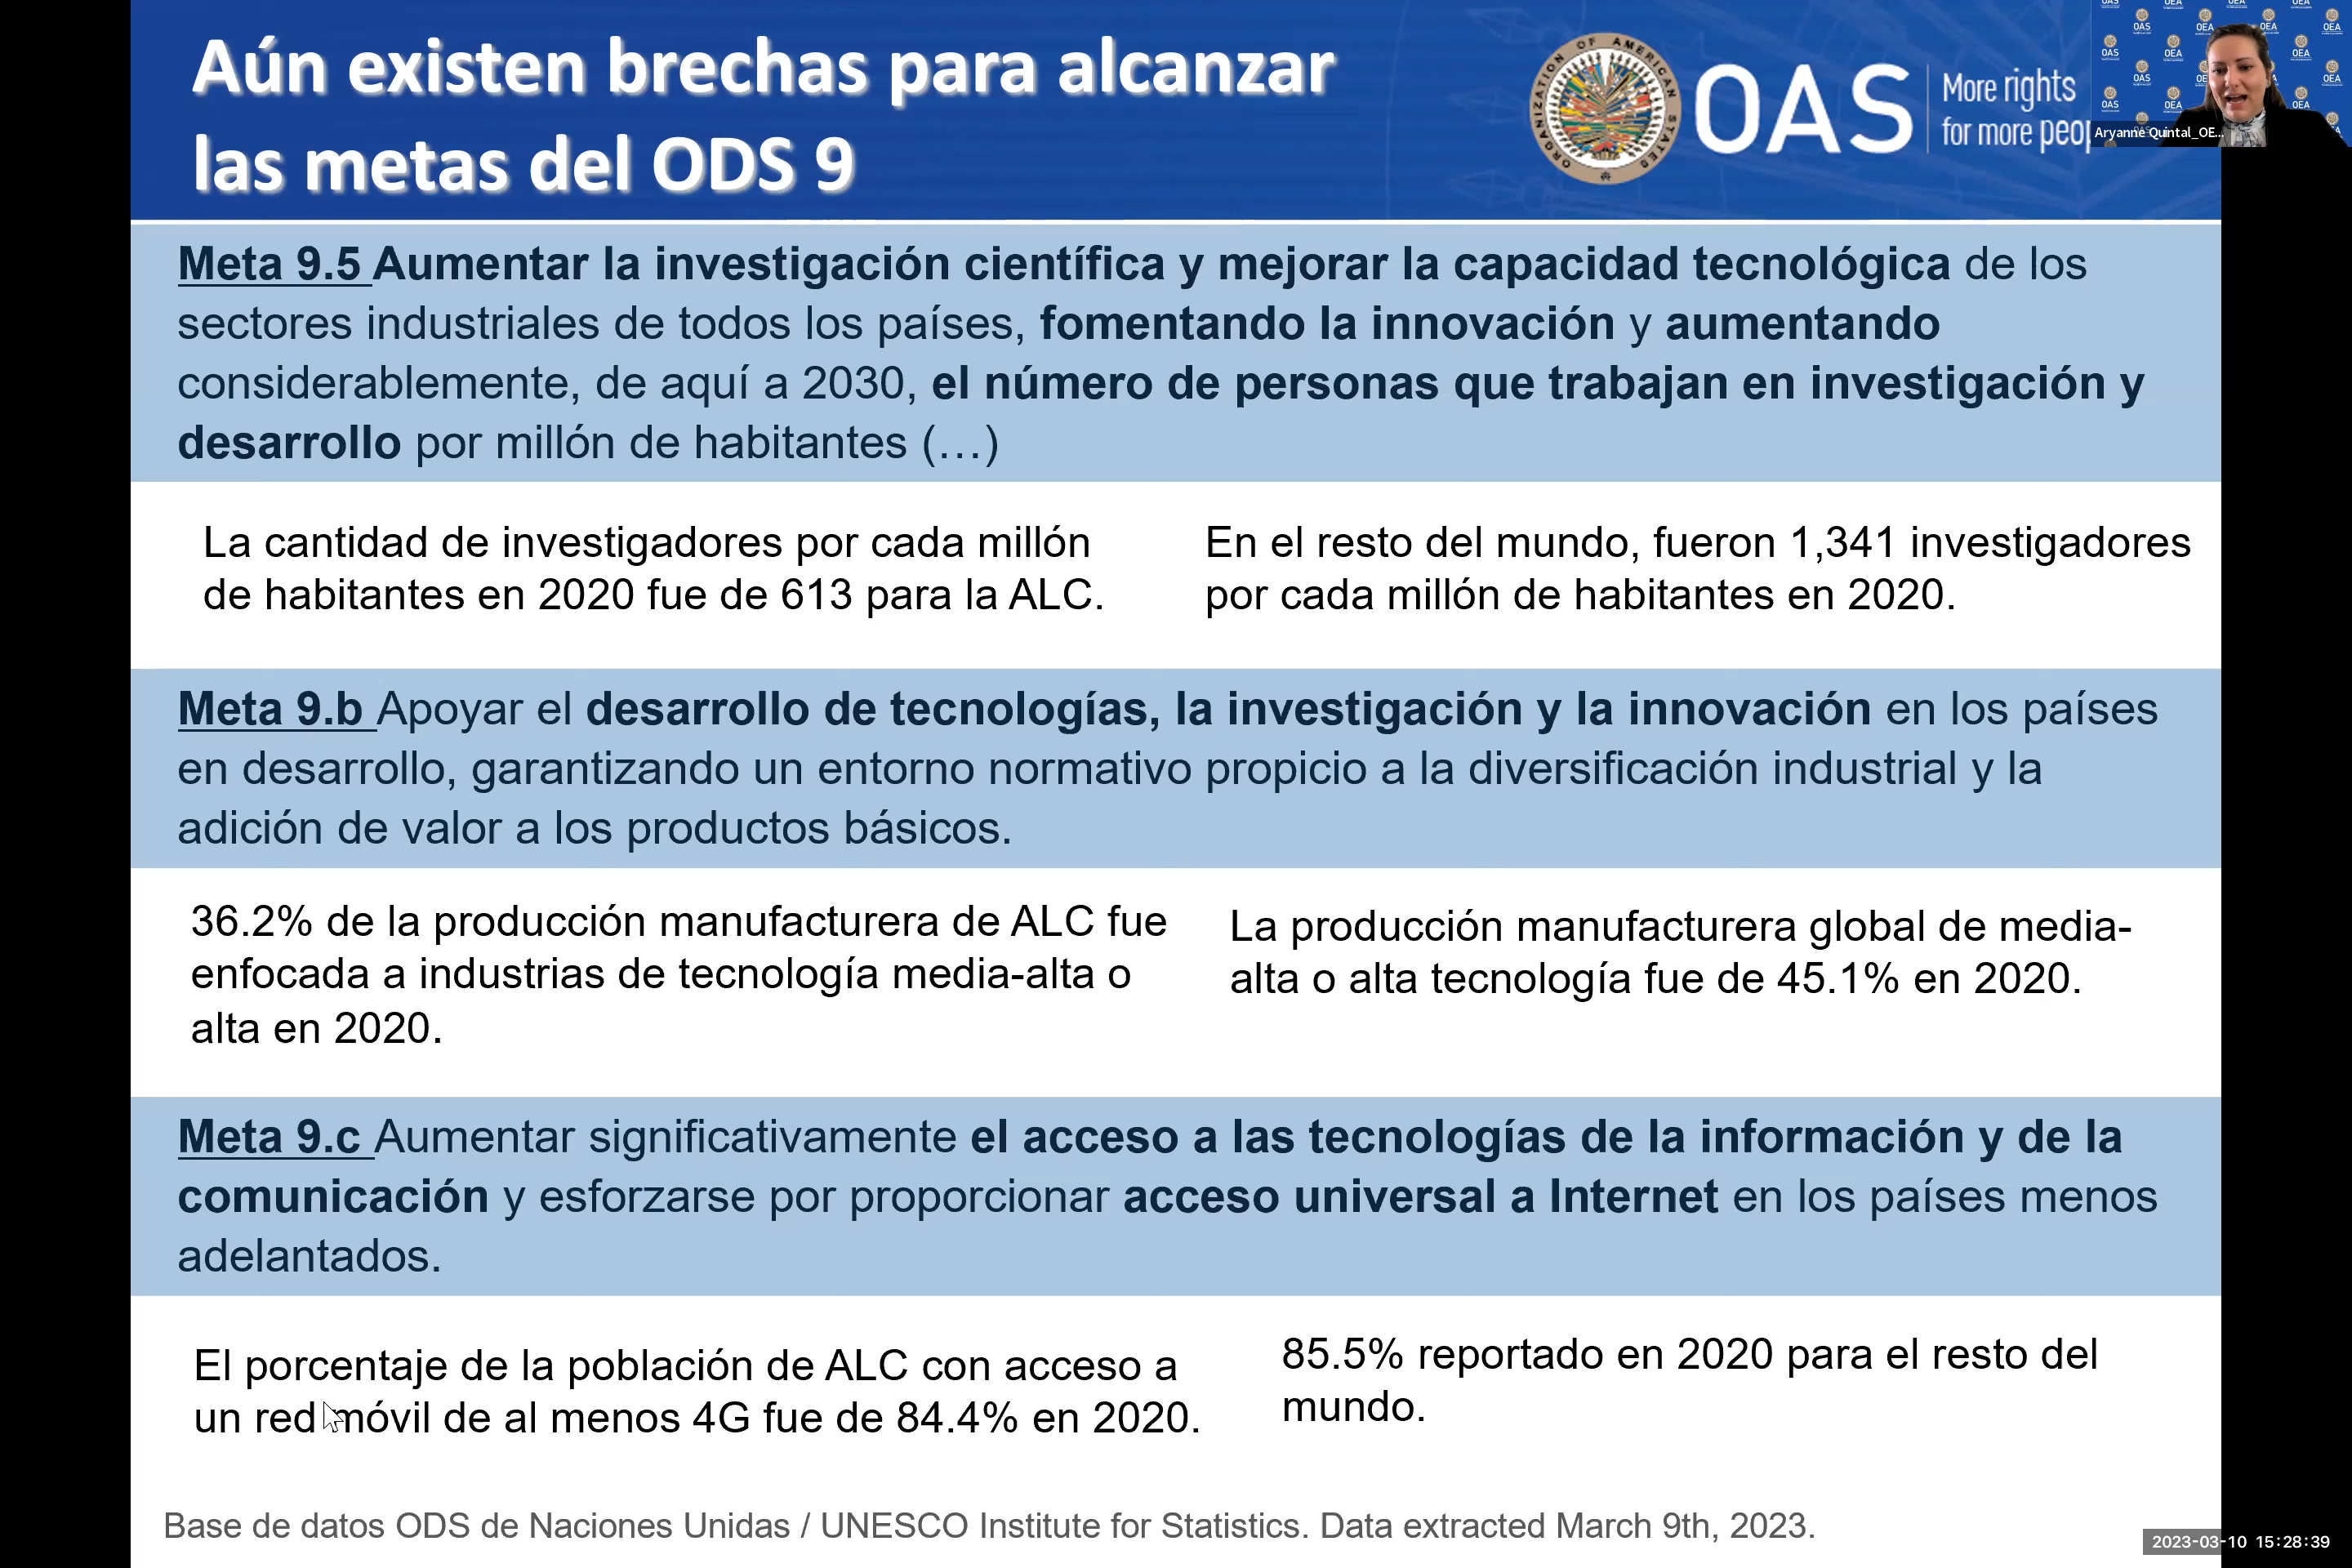 Aún existen brechas para alcanzar
las metas del ODS 9
ORGANIZATION OF AMERICAN STATES
OAS
More rights
for more peop
Aryanne Quintal_OE...
Meta 9.5 Aumentar la investigación científica y mejorar la capacidad tecnológica de los
sectores industriales de todos los países, fomentando la innovación y aumentando
considerablemente, de aquí a 2030, el número de personas que trabajan en investigación y
desarrollo por millón de habitantes (…)
La cantidad de investigadores por cada millón
de habitantes en 2020 fue de 613 para la ALC.
En el resto del mundo, fueron 1,341 investigadores
por cada millón de habitantes en 2020.
Meta 9.b Apoyar el desarrollo de tecnologías, la investigación y la innovación en los países
en desarrollo, garantizando un entorno normativo propicio a la diversificación industrial y la
adición de valor a los productos básicos.
36.2% de la producción manufacturera de ALC fue
enfocada a industrias de tecnología media-alta o
alta en 2020.
La producción manufacturera global de media-
alta o alta tecnología fue de 45.1% en 2020.
Meta 9.c Aumentar significativamente el acceso a las tecnologías de la información y de la
comunicación y esforzarse por proporcionar acceso universal a Internet en los países menos
adelantados.
El porcentaje de la población de ALC con acceso a
un red móvil de al menos 4G fue de 84.4% en 2020.
85.5% reportado en 2020 para el resto del
mundo.
Base de datos ODS de Naciones Unidas / UNESCO Institute for Statistics. Data extracted March 9th, 2023.
2023-03-10 15:28:39